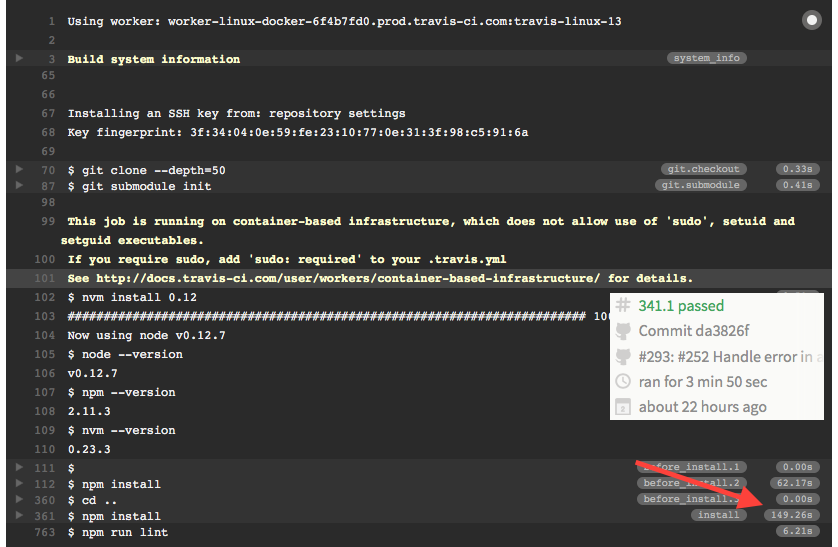 1 Using worker: worker-linux-docker-6f4b7fd0.prod.travis-ci.com:travis-linux-13
2
3 Build system information system_info
65
66
67 Installing an SSH key from: repository settings
68 Key fingerprint: 3f:34:04:0e:59:fe:23:10:77:0e:31:3f:98:c5:91:6a
69
70 $ git clone --depth=50 git.checkout 0.33s
87 $ git submodule init git.submodule 0.41s
98
99 This job is running on container-based infrastructure, which does not allow use of 'sudo', setuid and
setguid executables.
100 If you require sudo, add 'sudo: required' to your .travis.yml
101 See http://docs.travis-ci.com/user/workers/container-based-infrastructure/ for details.
102 $ nvm install 0.12
103 ######################################################################## 100
104 Now using node v0.12.7
105 $ node --version
106 v0.12.7
107 $ npm --version
108 2.11.3
109 $ nvm --version
110 0.23.3
# 341.1 passed
Commit da3826f
#293: #252 Handle error in a
ran for 3 min 50 sec
about 22 hours ago
111 $ before_install.1 0.00s
112 $ npm install before_install.2 62.17s
360 $ cd .. before_install.3 0.00s
361 $ npm install install 149.26s
763 $ npm run lint 6.21s